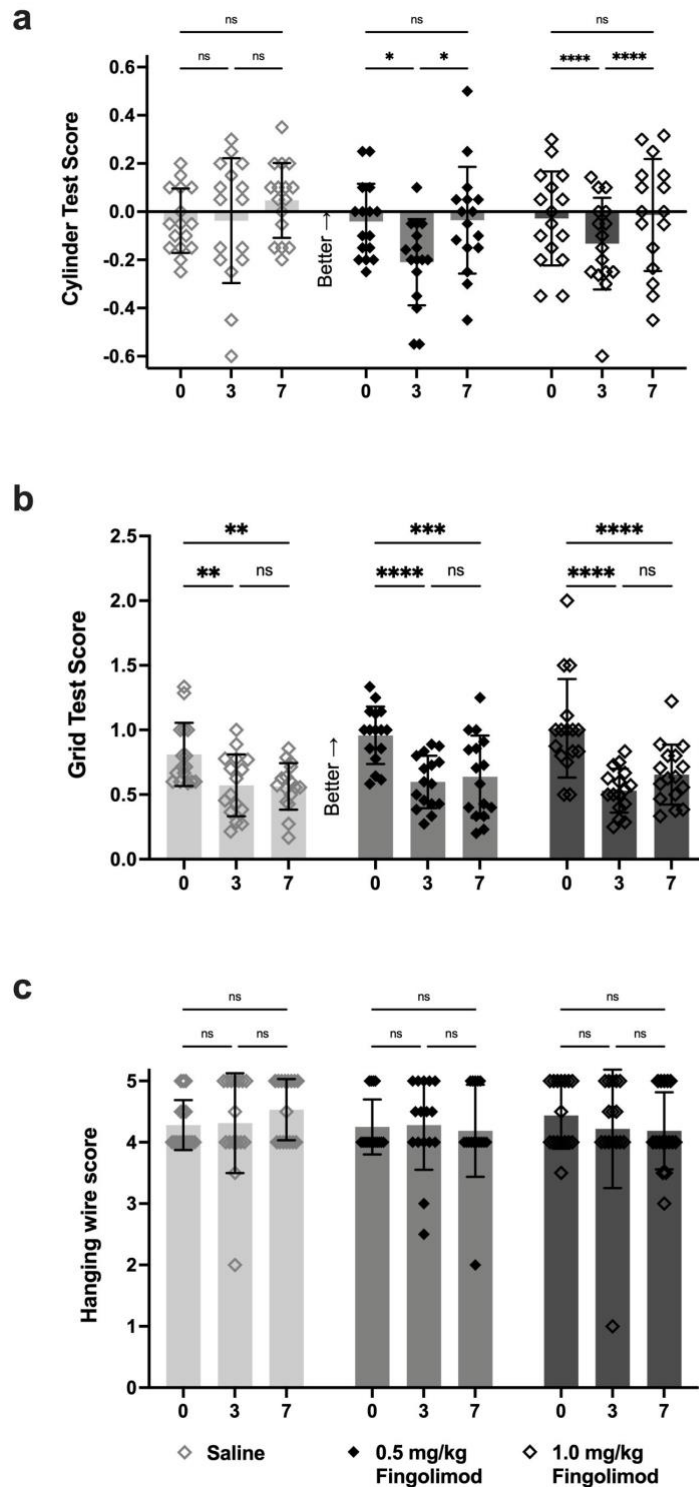 a
ns ns ns
ns ns * * **** ****
0.6
0.4
0.2
0.0
-0.2
-0.4
-0.6
Cylinder Test Score
Better →
0 3 7 0 3 7 0 3 7
b
** *** ****
** ns **** ns **** ns
2.5
2.0
1.5
1.0
0.5
0.0
Grid Test Score
Better →
0 3 7 0 3 7 0 3 7
c
ns ns ns
ns ns ns ns ns ns
5
4
3
2
1
0
Hanging wire score
0 3 7 0 3 7 0 3 7
Saline 0.5 mg/kg 1.0 mg/kg
Fingolimod Fingolimod